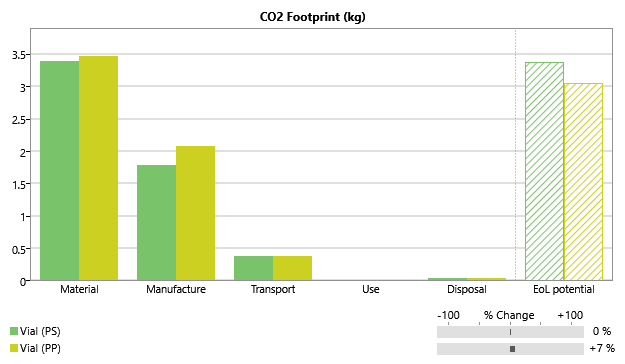 CO2 Footprint (kg)
3.5
3
2.5
2
1.5
1
0.5
0
Material Manufacture Transport Use Disposal EoL potential
-100 % Change +100
Vial (PS) 0 %
Vial (PP) +7 %